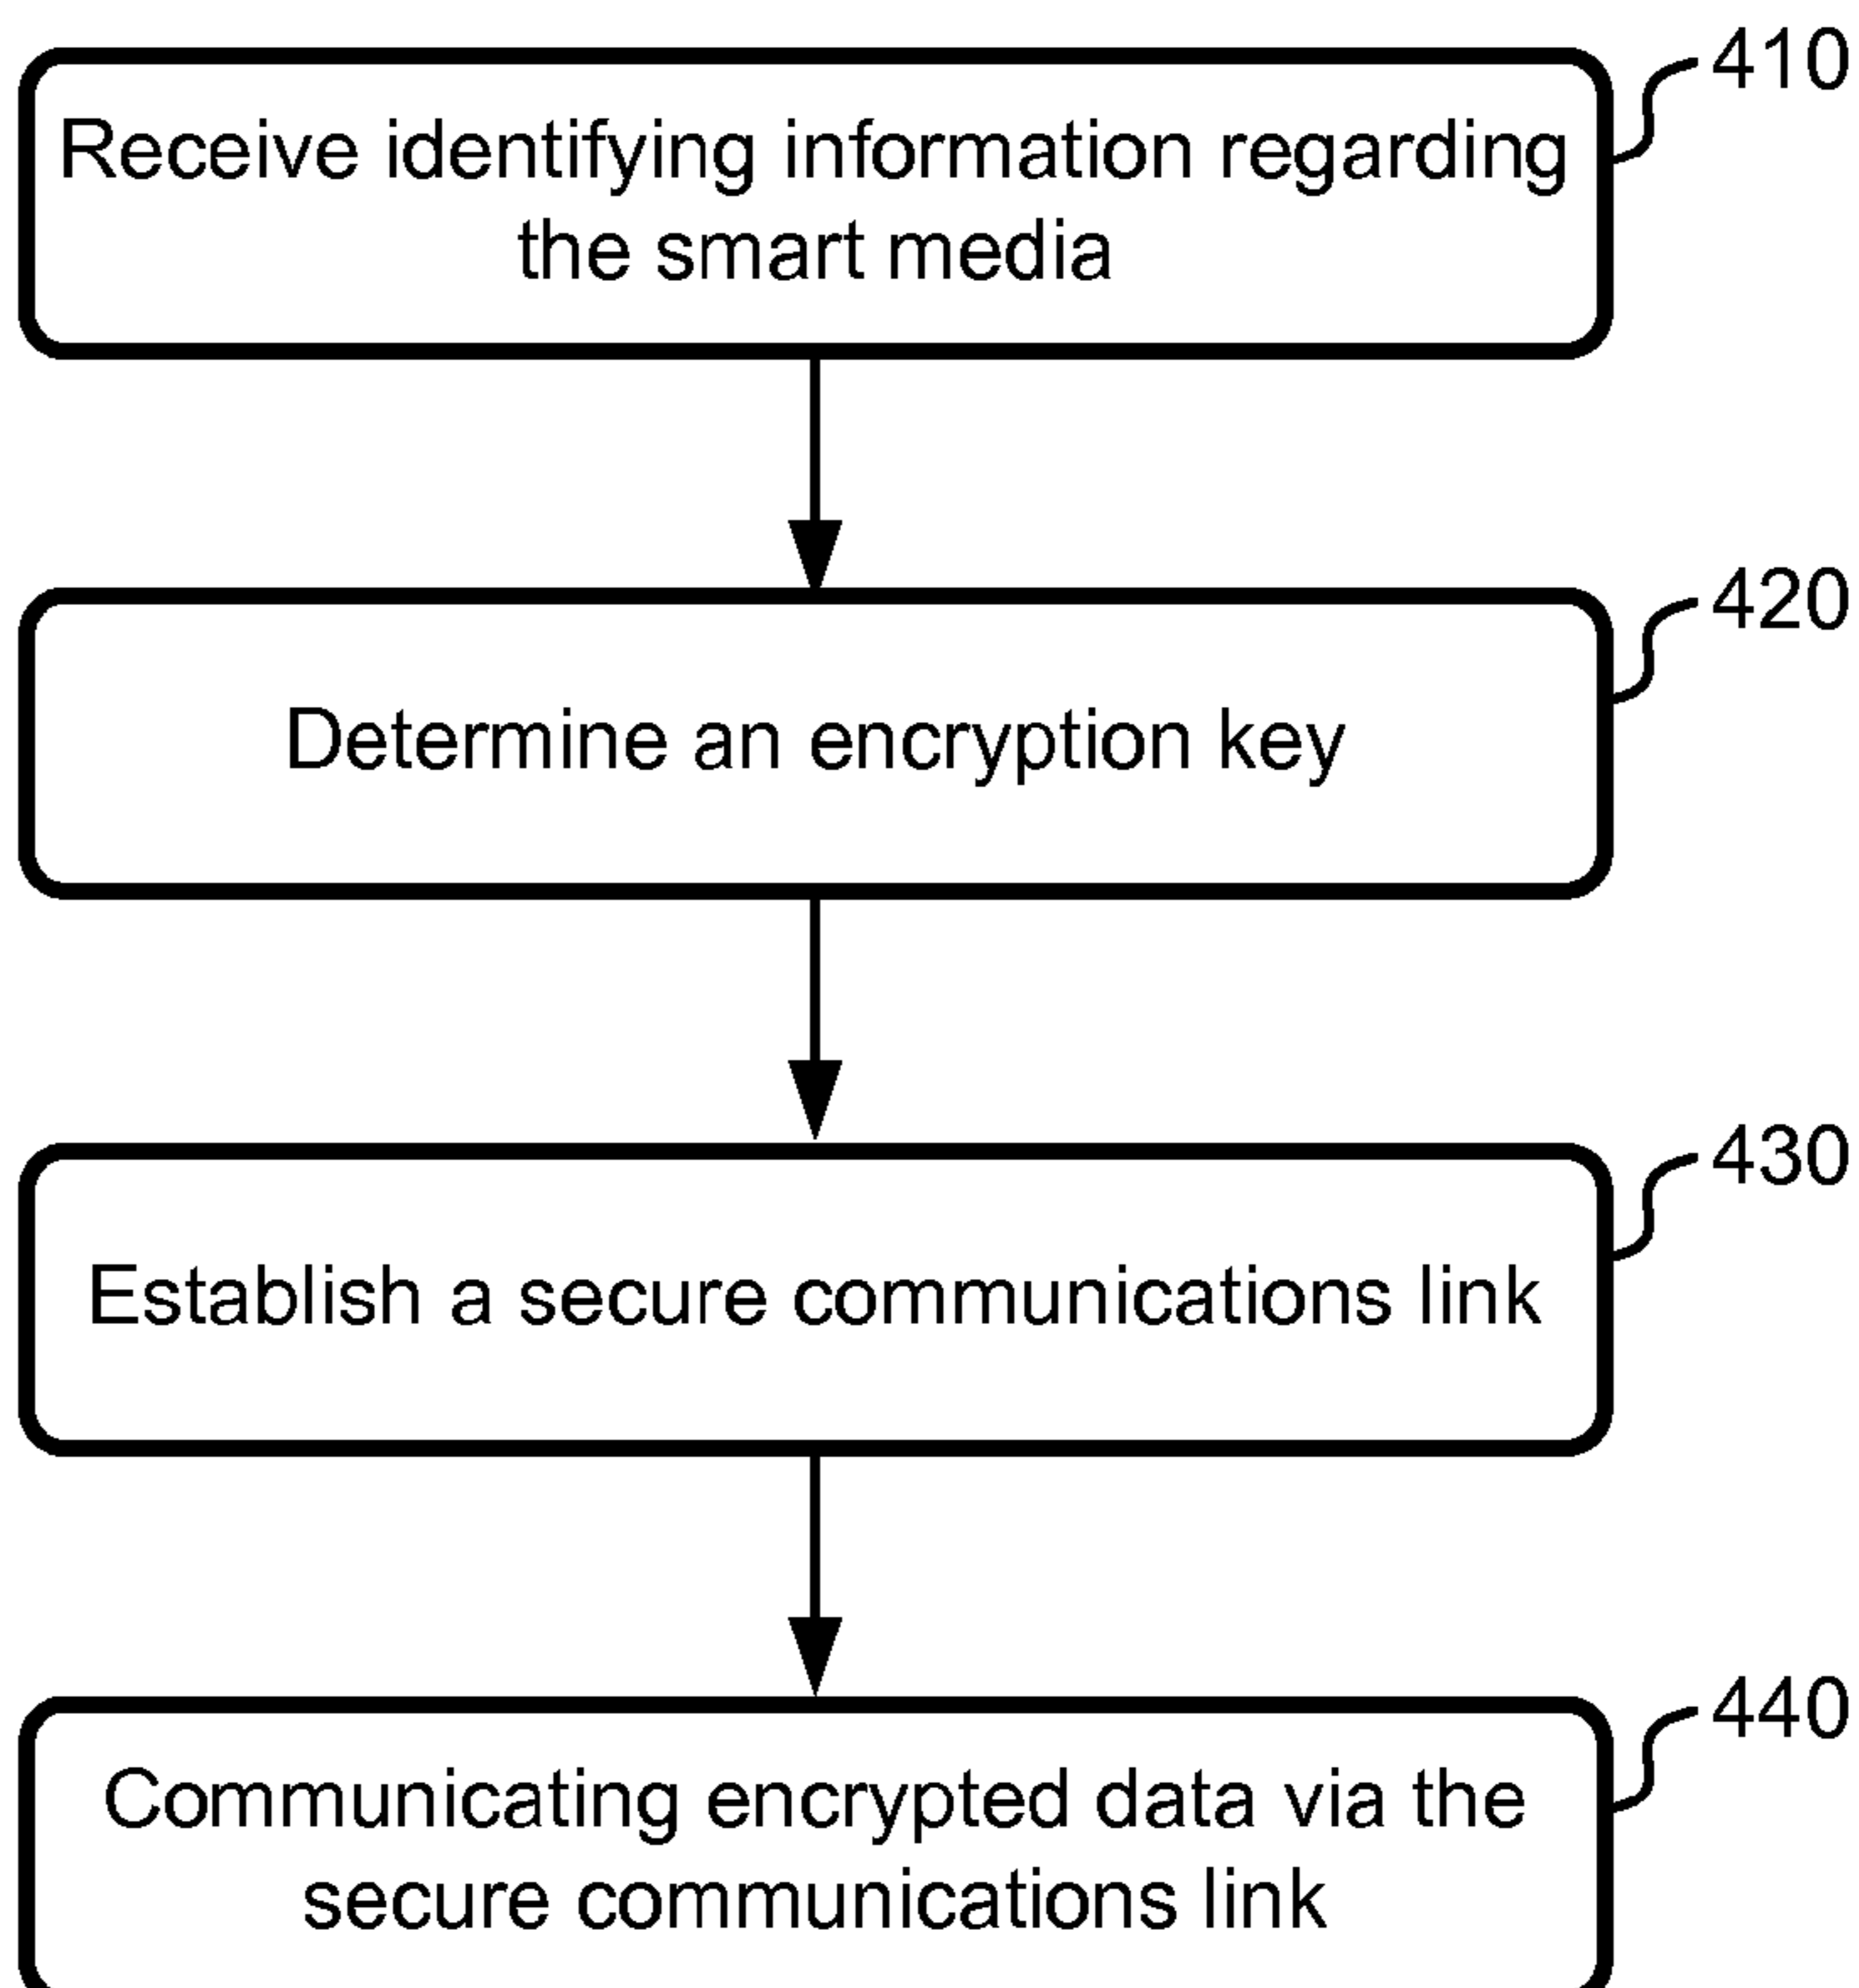 410
Receive identifying information regarding
the smart media
420
Determine an encryption key
430
Establish a secure communications link
440
Communicating encrypted data via the
secure communications link